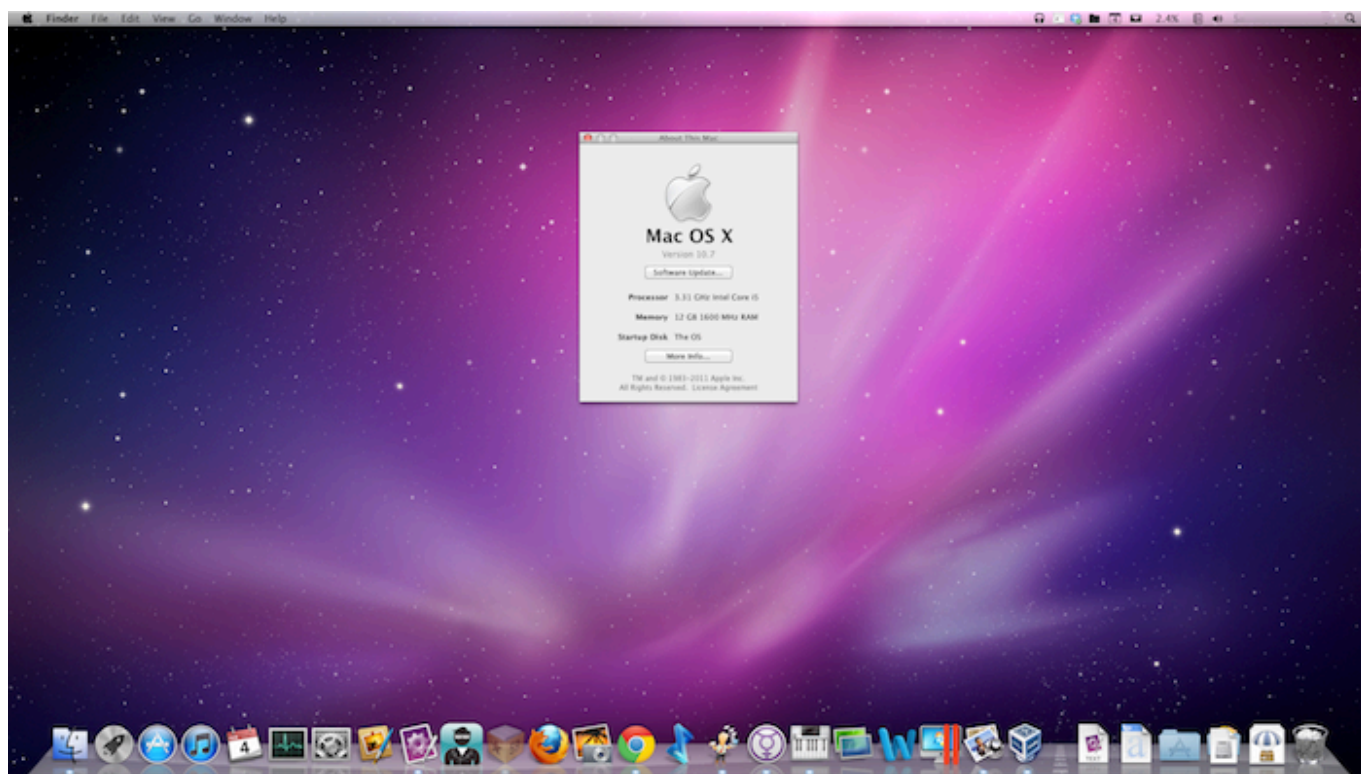 Finder File Edit View Go Window Help
2.4%
About This Mac
Mac OS X
Version 10.7
Software Update...
Processor 3.31 GHz Intel Core i5
Memory 12 GB 1600 MHz RAM
Startup Disk The OS
More Info...
TM and © 1983-2011 Apple Inc.
All Rights Reserved. License Agreement
4
TEXT